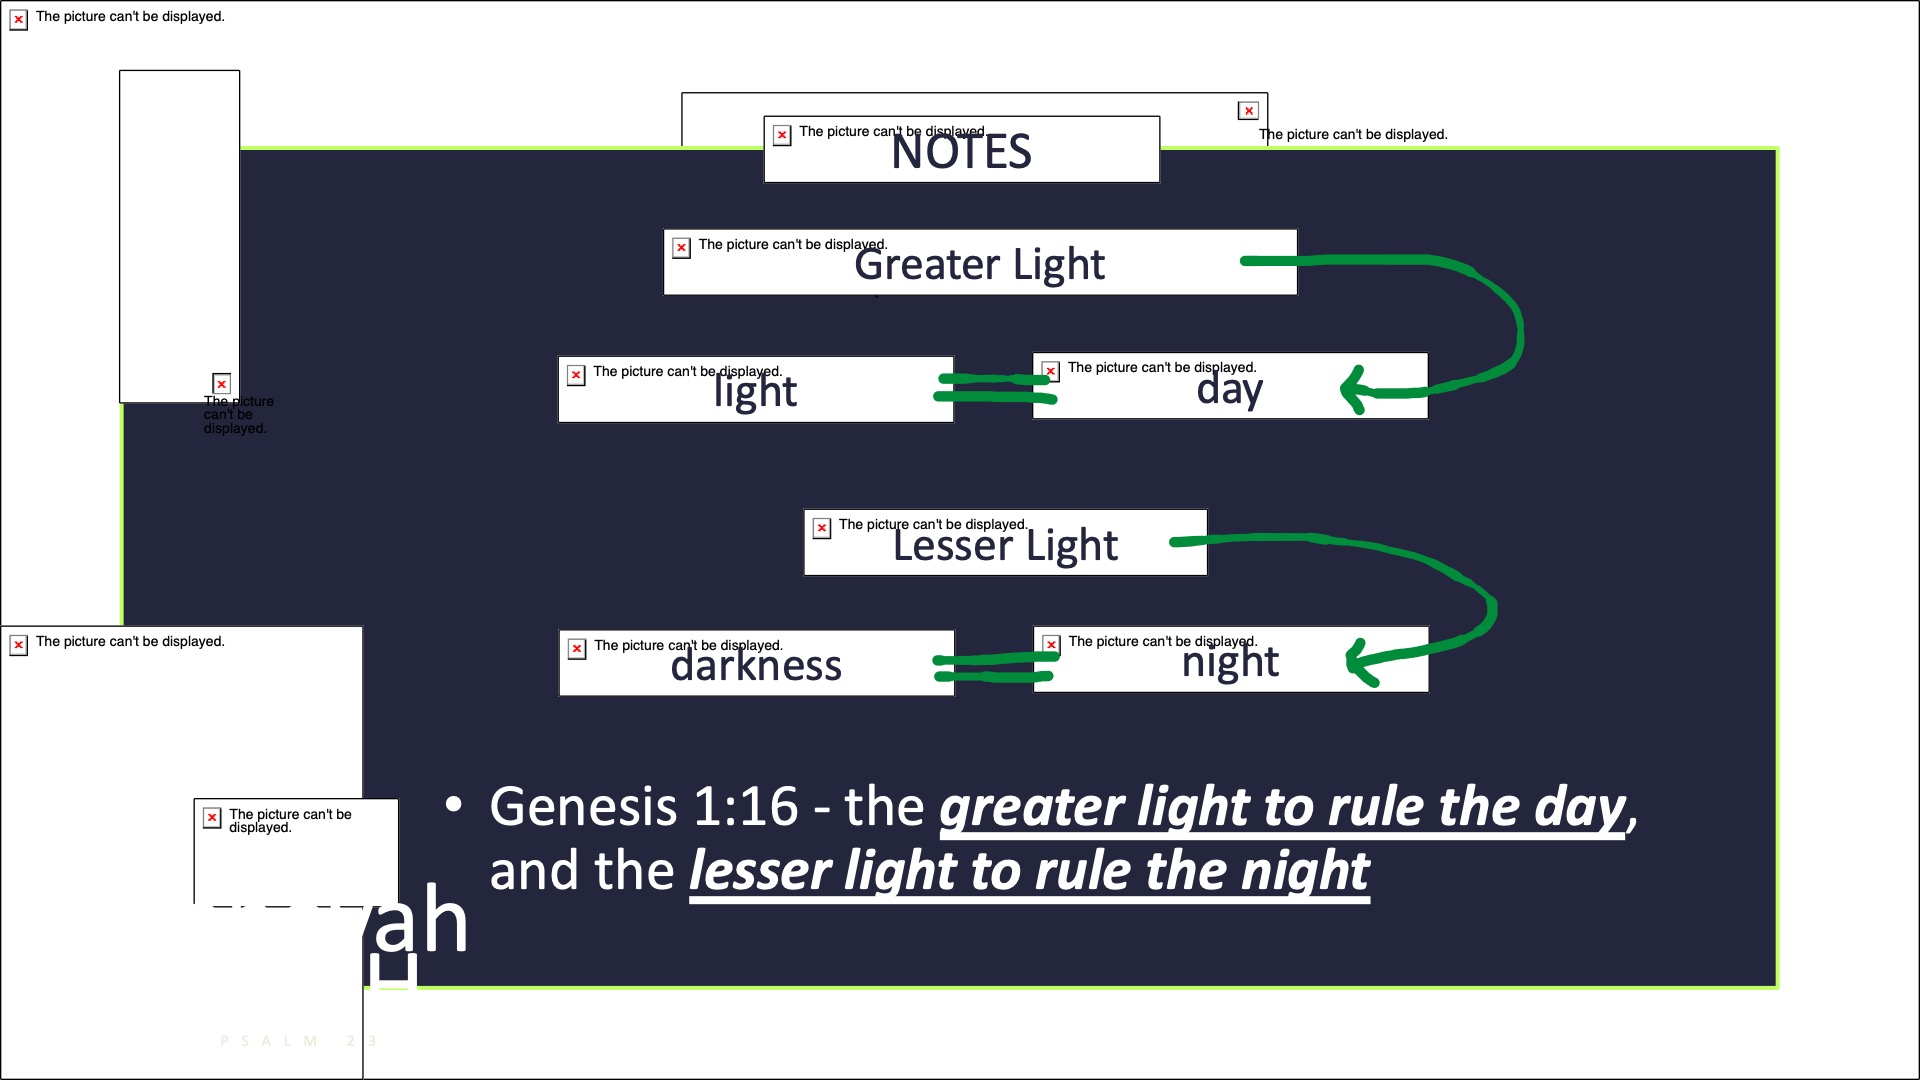 The picture can't be displayed.
The picture can't be displayed.
The picture can't be displayed.
NOTES
The picture can't be displayed.
Greater Light
The picture can't be displayed.
light
The picture can't be displayed.
day
The picture
can't be
displayed.
The picture can't be displayed.
Lesser Light
The picture can't be displayed.
darkness
The picture can't be displayed.
night
The picture can't be displayed.
• Genesis 1:16 - the greater light to rule the day,
and the lesser light to rule the night
The picture can't be
displayed.
PSALM 23